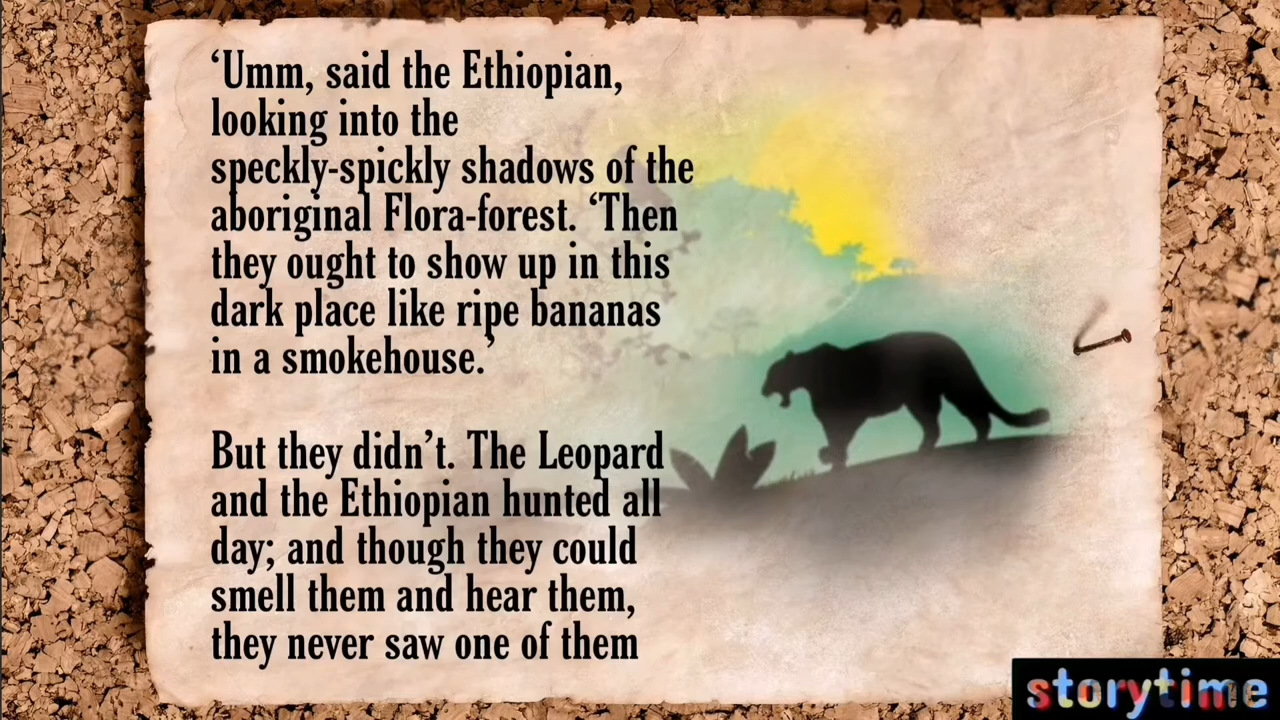 ‘Umm, said the Ethiopian,
looking into the
speckly-spickly shadows of the
aboriginal Flora-forest. ‘Then
they ought to show up in this
dark place like ripe bananas
in a smokehouse.’
But they didn’t. The Leopard
and the Ethiopian hunted all
day; and though they could
smell them and hear them,
they never saw one of them
storytime